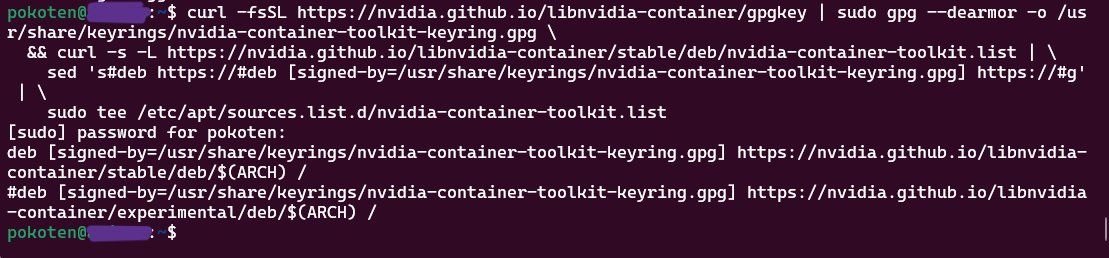 pokoten@:~$ curl -fsSL https://nvidia.github.io/libnvidia-container/gpgkey | sudo gpg --dearmor -o /us
r/share/keyrings/nvidia-container-toolkit-keyring.gpg \
  && curl -s -L https://nvidia.github.io/libnvidia-container/stable/deb/nvidia-container-toolkit.list | \
    sed 's#deb https://#deb [signed-by=/usr/share/keyrings/nvidia-container-toolkit-keyring.gpg] https://#g'
 | \
    sudo tee /etc/apt/sources.list.d/nvidia-container-toolkit.list
[sudo] password for pokoten:
deb [signed-by=/usr/share/keyrings/nvidia-container-toolkit-keyring.gpg] https://nvidia.github.io/libnvidia-
container/stable/deb/$(ARCH) /
#deb [signed-by=/usr/share/keyrings/nvidia-container-toolkit-keyring.gpg] https://nvidia.github.io/libnvidia
-container/experimental/deb/$(ARCH) /
pokoten@:~$